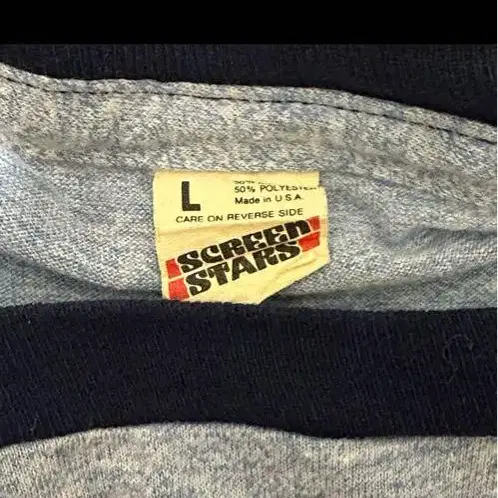 L
50% POLYESTER
Made in U.S.A.
CARE ON REVERSE SIDE
SCREEN
STARS